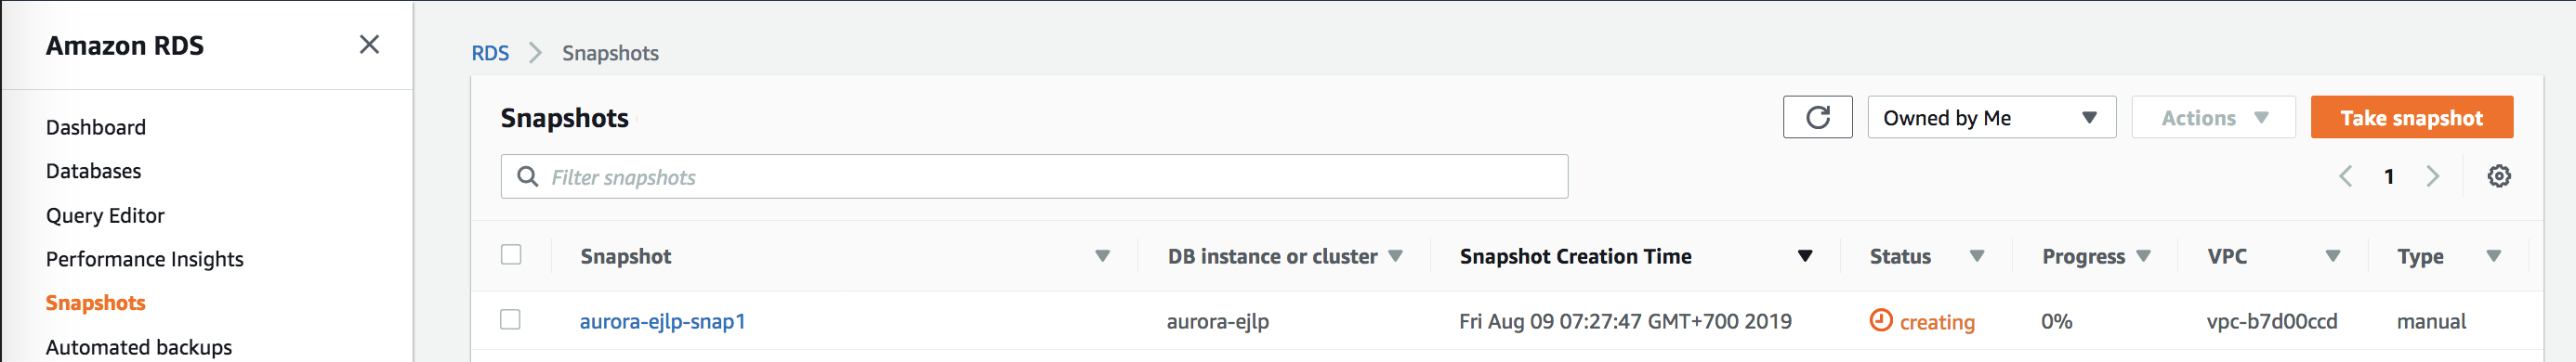 Amazon RDS
Dashboard
Databases
Query Editor
Performance Insights
Snapshots
Automated backups
RDS Snapshots
Snapshots
Owned by Me Actions Take snapshot
Filter snapshots
1
Snapshot DB instance or cluster Snapshot Creation Time Status Progress VPC Type
aurora-ejlp-snap1 aurora-ejlp Fri Aug 09 07:27:47 GMT+700 2019 creating 0% vpc-b7d00ccd manual